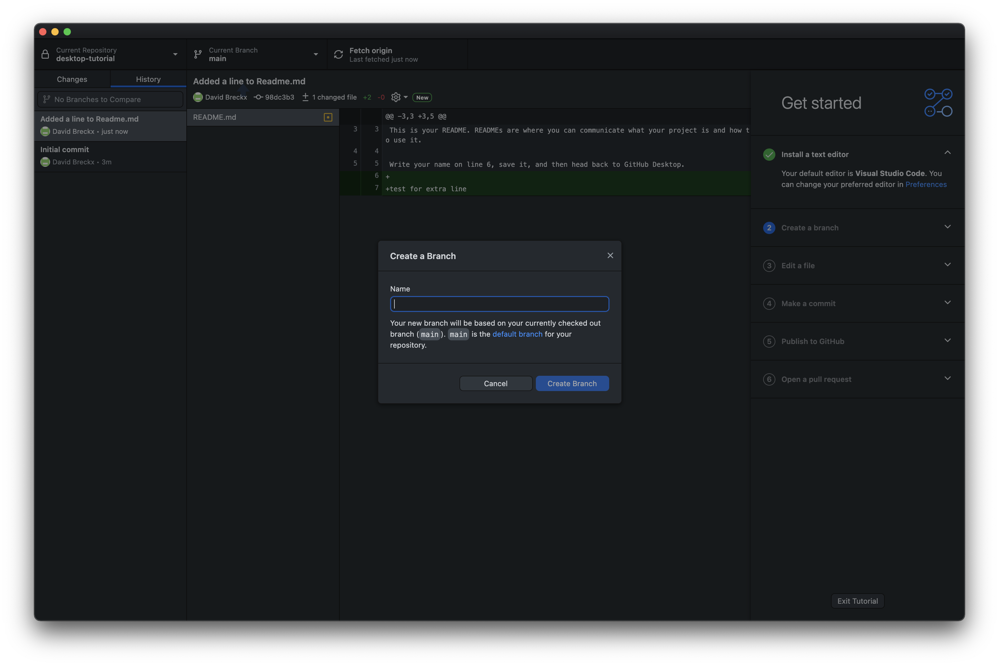 Current Repository
desktop-tutorial
Current Branch
main
Fetch origin
Last fetched just now
Changes
History
No Branches to Compare
Added a line to Readme.md
David Breckx • just now
Initial commit
David Breckx • 3m
Added a line to Readme.md
David Breckx 98dc3b3 1 changed file +2 -0 New
README.md
@@ -3,3 +3,5 @@
3 3 This is your README. READMEs are where you can communicate what your project is and how t
o use it.
4 4
5 5 Write your name on line 6, save it, and then head back to GitHub Desktop.
6 +
7 +test for extra line
Create a Branch
Name
Your new branch will be based on your currently checked out
branch (main). main is the default branch for your
repository.
Cancel
Create Branch
Get started
Install a text editor
Your default editor is Visual Studio Code. You
can change your preferred editor in Preferences
2 Create a branch
3 Edit a file
4 Make a commit
5 Publish to GitHub
6 Open a pull request
Exit Tutorial